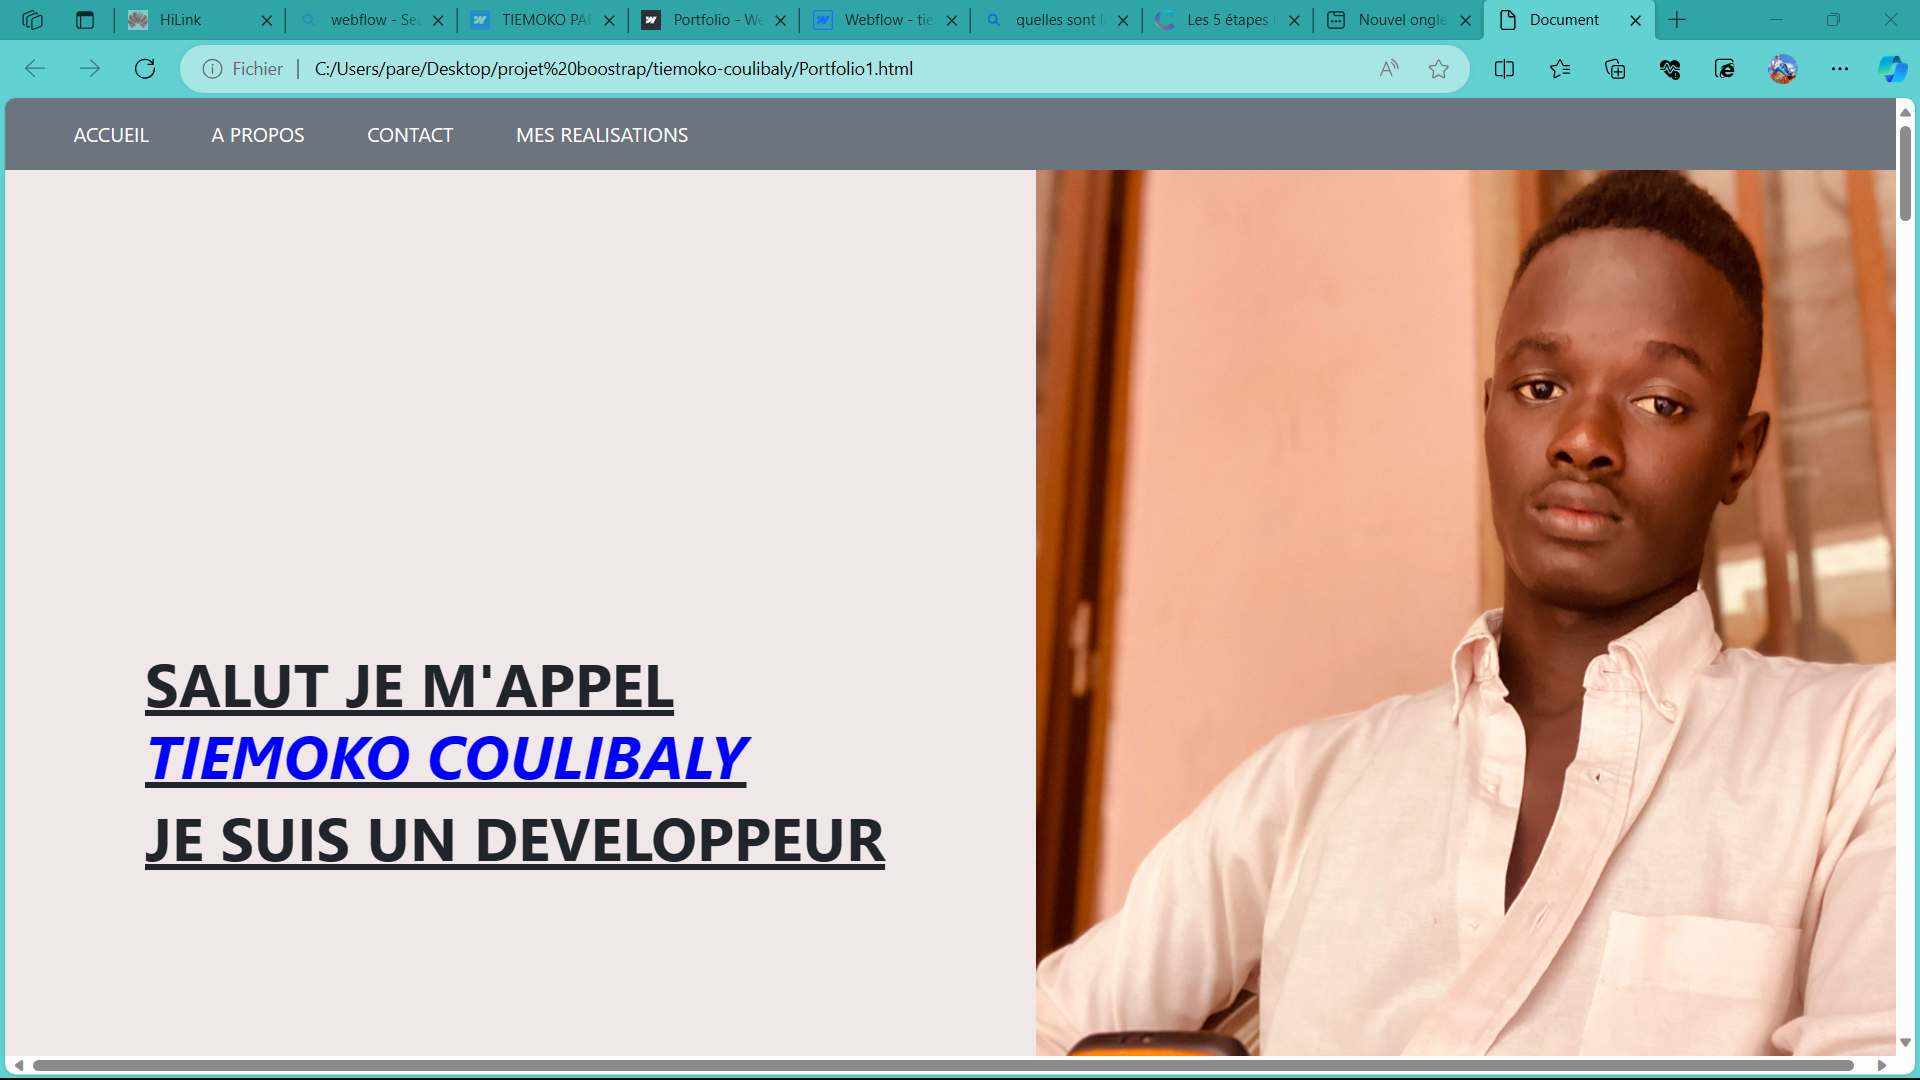 HiLink
webflow - Se
TIEMOKO PA
Portfolio - We
Webflow - tie
quelles sont l
Les 5 étapes
Nouvel ongle
Document
Fichier
C:/Users/pare/Desktop/projet%20boostrap/tiemoko-coulibaly/Portfolio1.html
ACCUEIL
A PROPOS
CONTACT
MES REALISATIONS
SALUT JE M'APPEL
TIEMOKO COULIBALY
JE SUIS UN DEVELOPPEUR